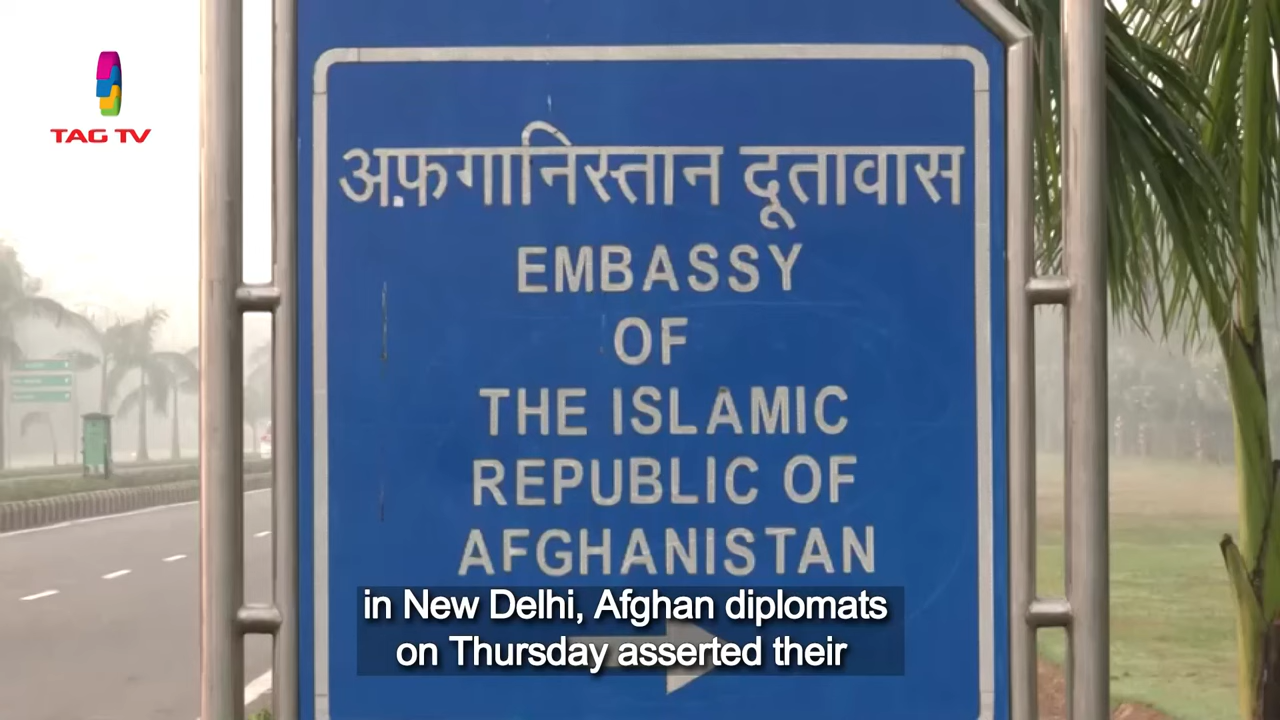 TAG TV
अफ़गानिस्तान दूतावास
EMBASSY
OF
THE ISLAMIC
REPUBLIC OF
AFGHANISTAN
in New Delhi, Afghan diplomats
on Thursday asserted their